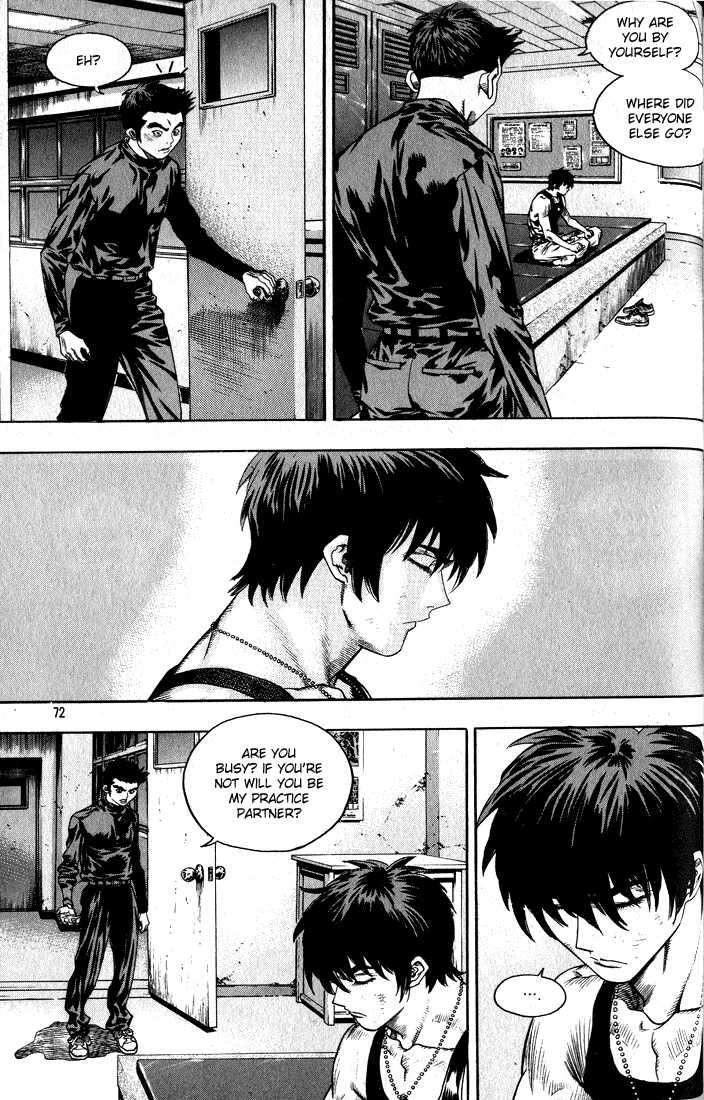 EH?
WHY ARE
YOU BY
YOURSELF?
WHERE DID
EVERYONE
ELSE GO?
72
ARE YOU
BUSY? IF YOU'RE
NOT WILL YOU BE
MY PRACTICE
PARTNER?
...